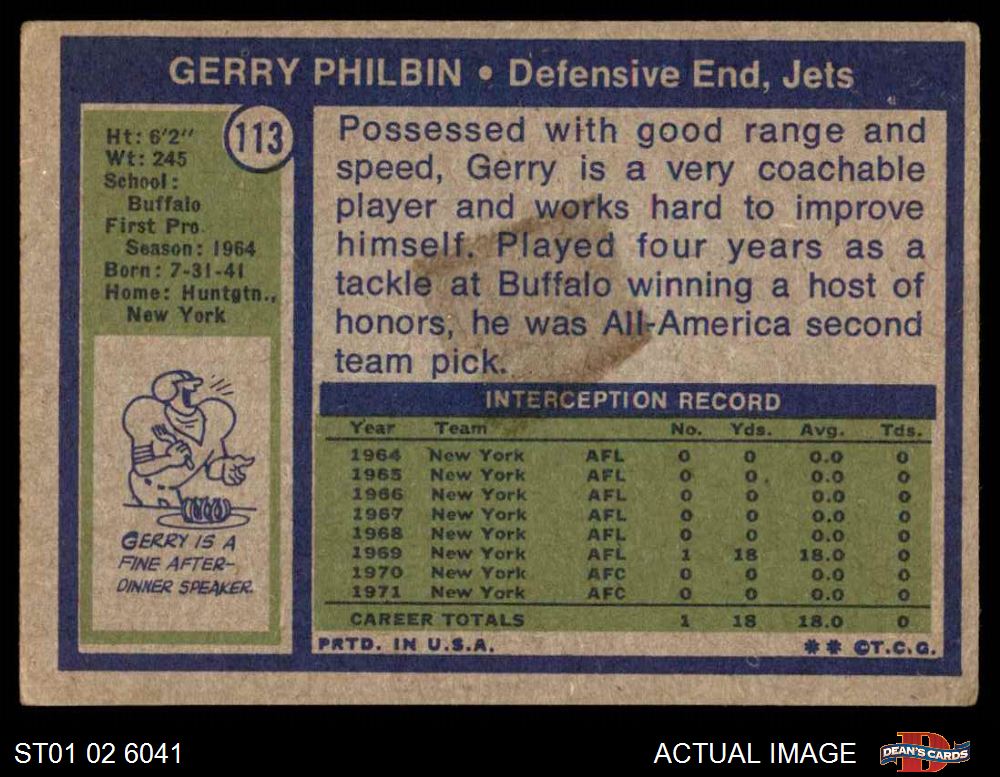 GERRY PHILBIN • Defensive End, Jets
113
Ht: 6'2"
Wt: 245
School:
Buffalo
First Pro
Season: 1964
Born: 7-31-41
Home: Huntgtn.,
New York
GERRY IS A
FINE AFTER-
DINNER SPEAKER.
Possessed with good range and
speed, Gerry is a very coachable
player and works hard to improve
himself. Played four years as a
tackle at Buffalo winning a host of
honors, he was All-America second
team pick.
INTERCEPTION RECORD
Year Team No. Yds. Avg. Tds.
1964 New York AFL 0 0 0.0 0
1965 New York AFL 0 0 0.0 0
1966 New York AFL 0 0 0.0 0
1967 New York AFL 0 0 0.0 0
1968 New York AFL 0 0 0.0 0
1969 New York AFL 1 18 18.0 0
1970 New York AFC 0 0 0.0 0
1971 New York AFC 0 0 0.0 0
CAREER TOTALS 1 18 18.0 0
PRTD. IN U.S.A. ** ©T.C.G.
ST01 02 6041 ACTUAL IMAGE D DEAN'S CARDS